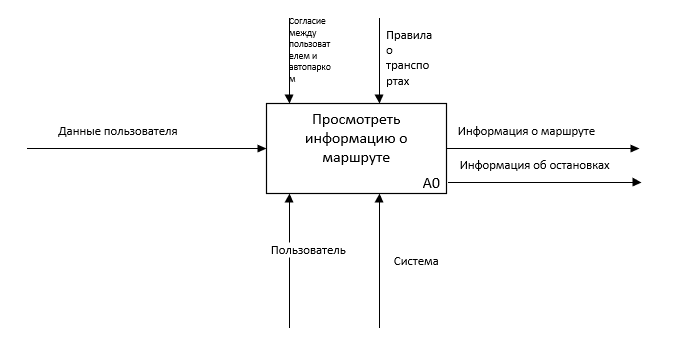 Согласие
между
пользоват
елем и
автопарко
м
Правила
о
транспо
ртах
Данные пользователя
Просмотреть
информацию о
маршруте
A0
Информация о маршруте
Информация об остановках
Пользователь
Система